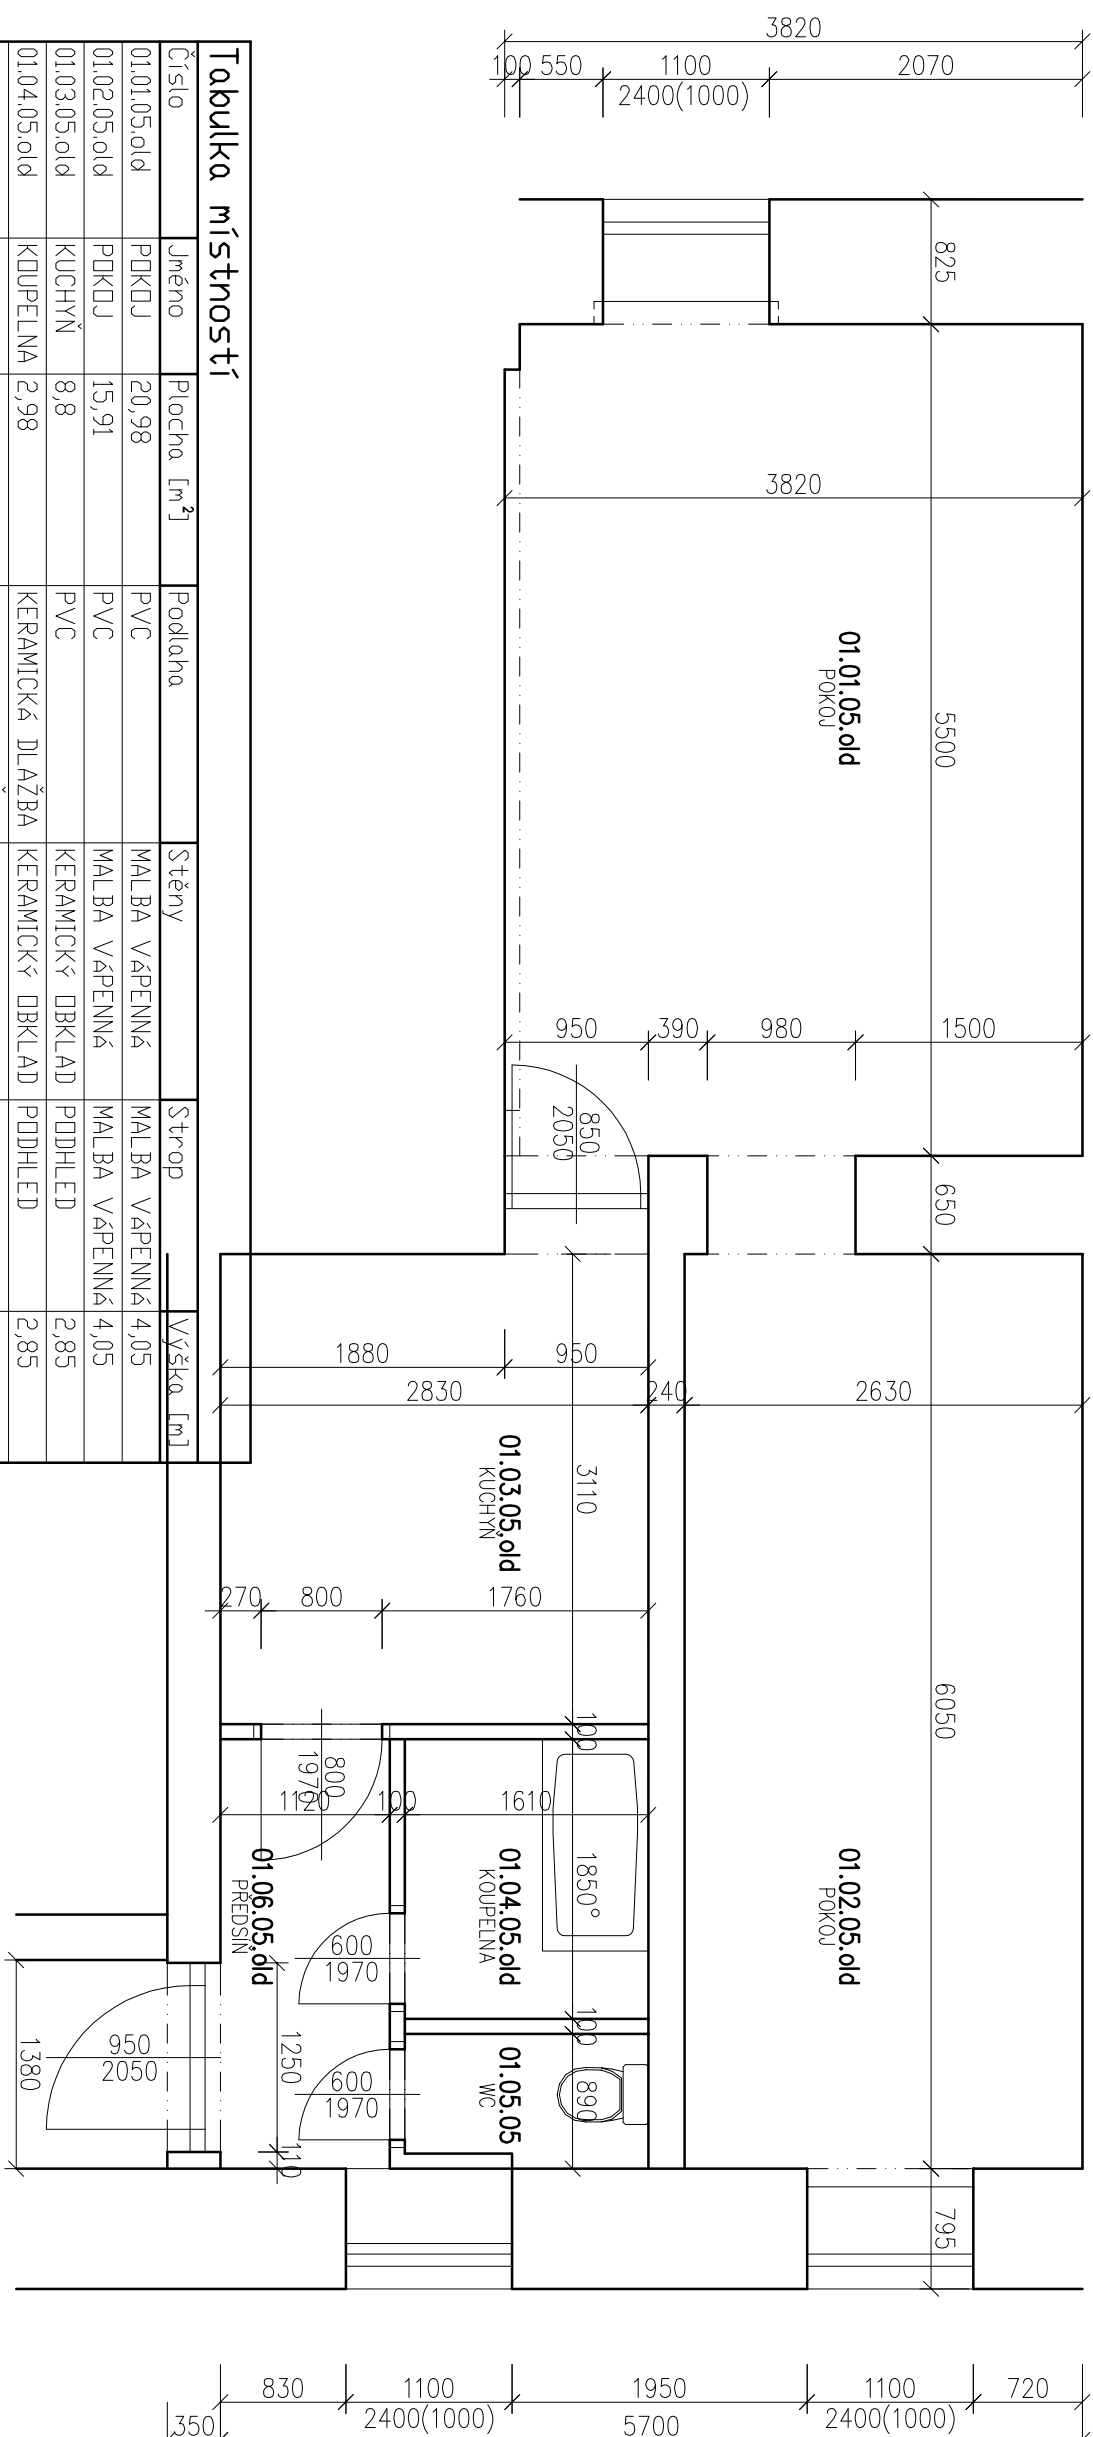 3820
100 550 1100 2070
2400(1000)
825
3820
01.01.05.old
POKOJ
5500
950 390 980 1500
850
2050
650
1880 950
2830 240 2630
01.03.05.old
KUCHYŇ
3110
6050
270 800 1760
100
800
1970
1120 100 1610
01.06.05.old
PŘEDSÍŇ
01.04.05.old
KOUPELNA
1850°
01.02.05.old
POKOJ
600
1970
100
1380
950
2050
1250
600
1970
01.05.05
WC
890
110
795
830 1100 1950 1100 720
2400(1000) 2400(1000)
350 5700
Tabulka místností
Číslo Jméno Plocha [m²] Podlaha Stěny Strop Výška [m]
01.01.05.old POKOJ 20,98 PVC MALBA VÁPENNÁ MALBA VÁPENNÁ 4,05
01.02.05.old POKOJ 15,91 PVC MALBA VÁPENNÁ MALBA VÁPENNÁ 4,05
01.03.05.old KUCHYŇ 8,8 PVC KERAMICKÝ OBKLAD PODHLED 2,85
01.04.05.old KOUPELNA 2,98 KERAMICKÁ DLAŽBA KERAMICKÝ OBKLAD PODHLED 2,85